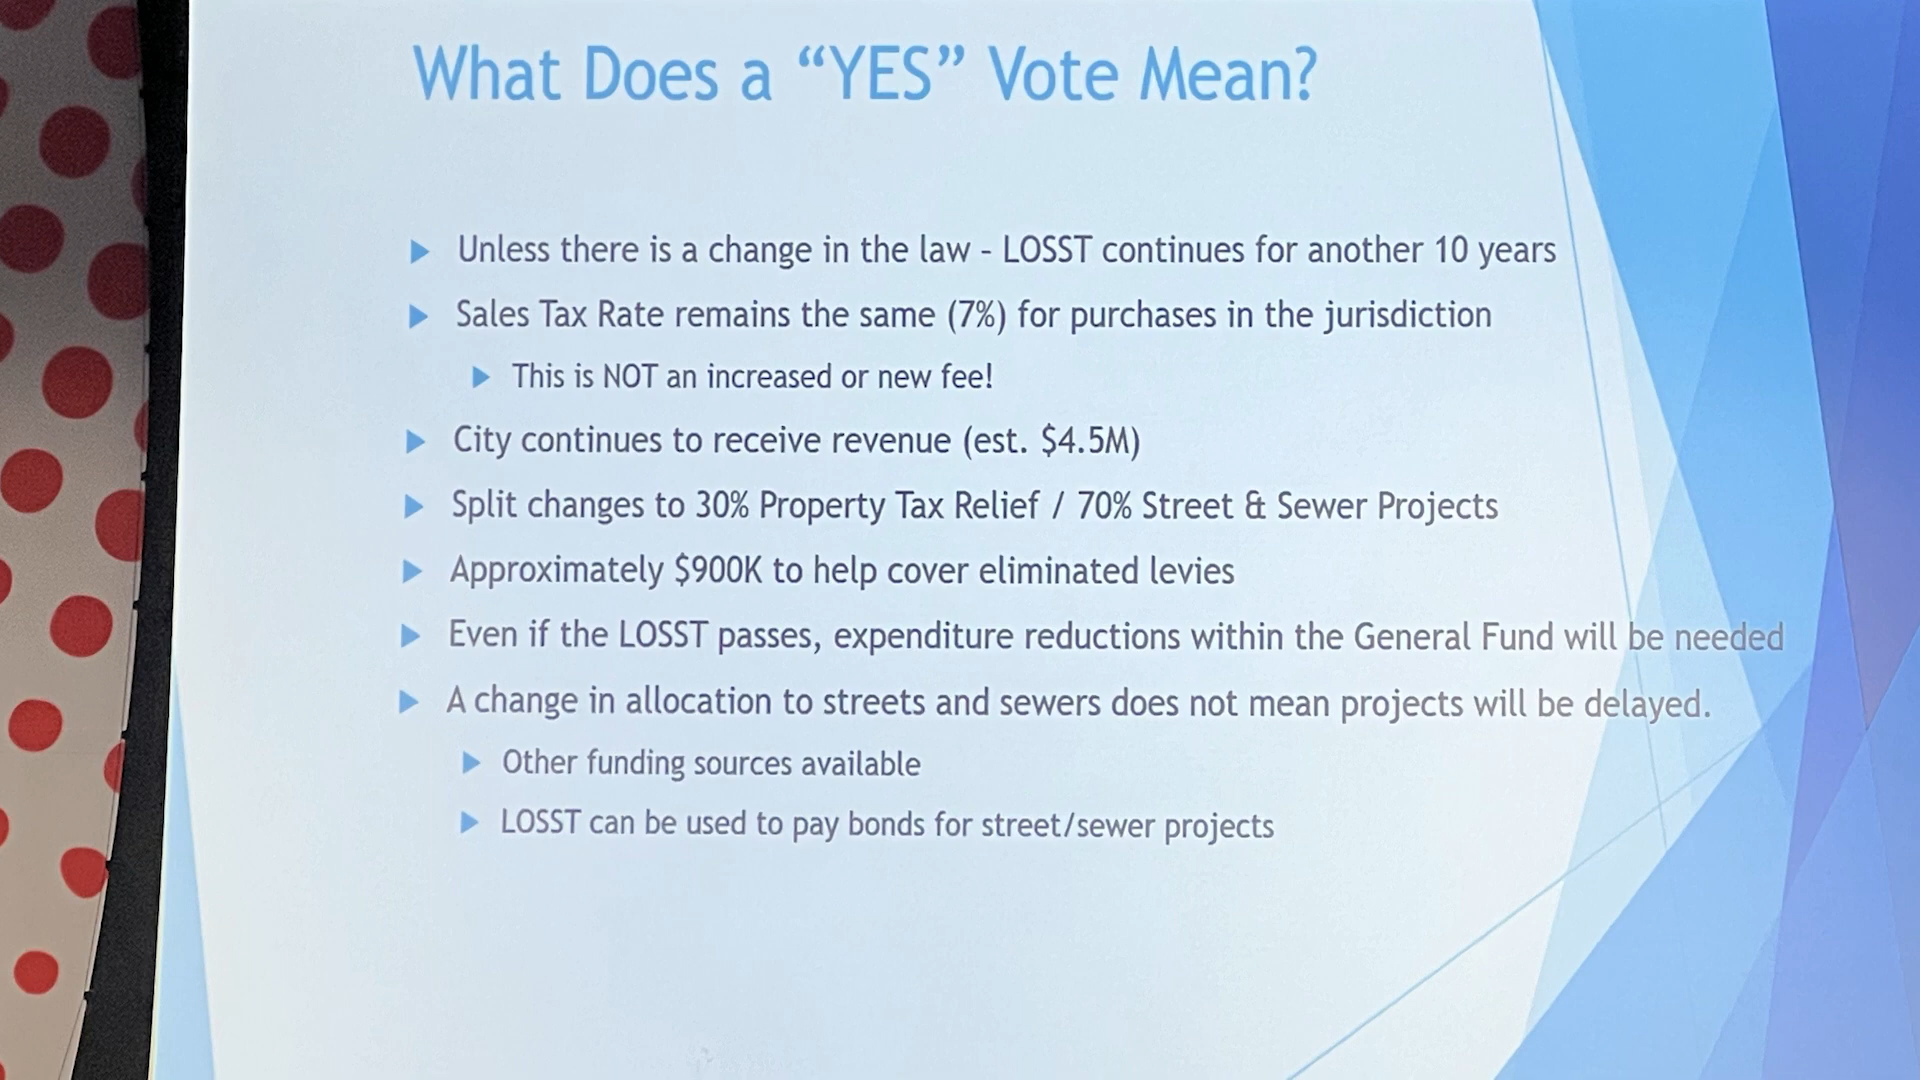 What Does a “YES” Vote Mean?
Unless there is a change in the law - LOSST continues for another 10 years
Sales Tax Rate remains the same (7%) for purchases in the jurisdiction
This is NOT an increased or new fee!
City continues to receive revenue (est. $4.5M)
Split changes to 30% Property Tax Relief / 70% Street & Sewer Projects
Approximately $900K to help cover eliminated levies
Even if the LOSST passes, expenditure reductions within the General Fund will be needed
A change in allocation to streets and sewers does not mean projects will be delayed.
Other funding sources available
LOSST can be used to pay bonds for street/sewer projects